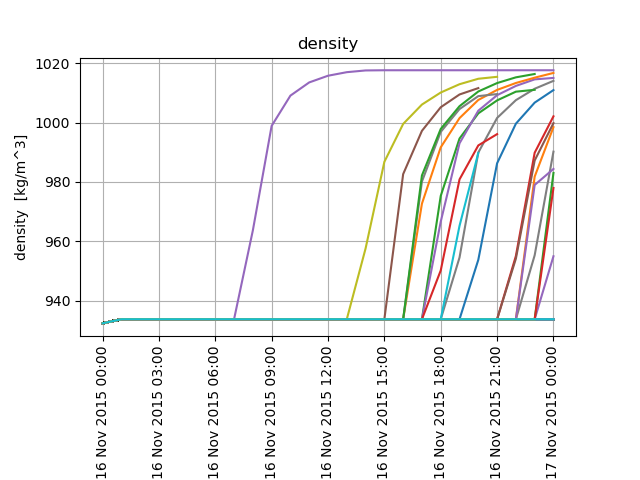 density
1020
1000
980
960
940
density  [kg/m^3]
16 Nov 2015 00:00
16 Nov 2015 03:00
16 Nov 2015 06:00
16 Nov 2015 09:00
16 Nov 2015 12:00
16 Nov 2015 15:00
16 Nov 2015 18:00
16 Nov 2015 21:00
17 Nov 2015 00:00